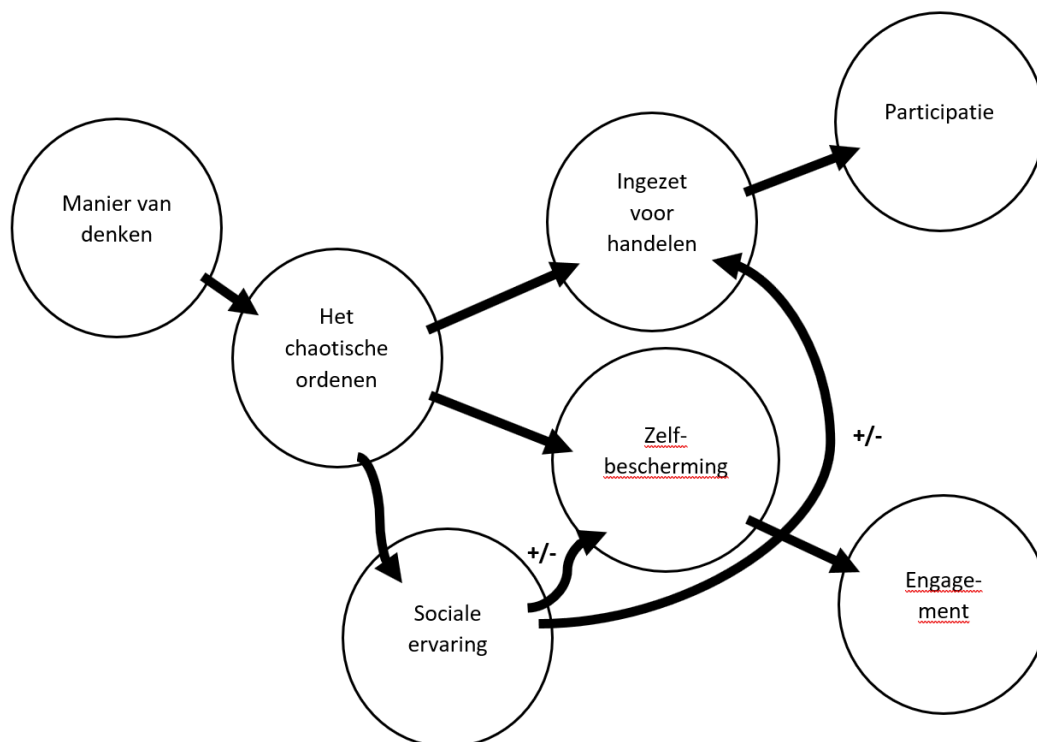 Participatie
Manier van
denken
Ingezet
voor
handelen
Het
chaotische
ordenen
Zelf-
bescherming
+/-
+/-
Sociale
ervaring
Engage-
ment